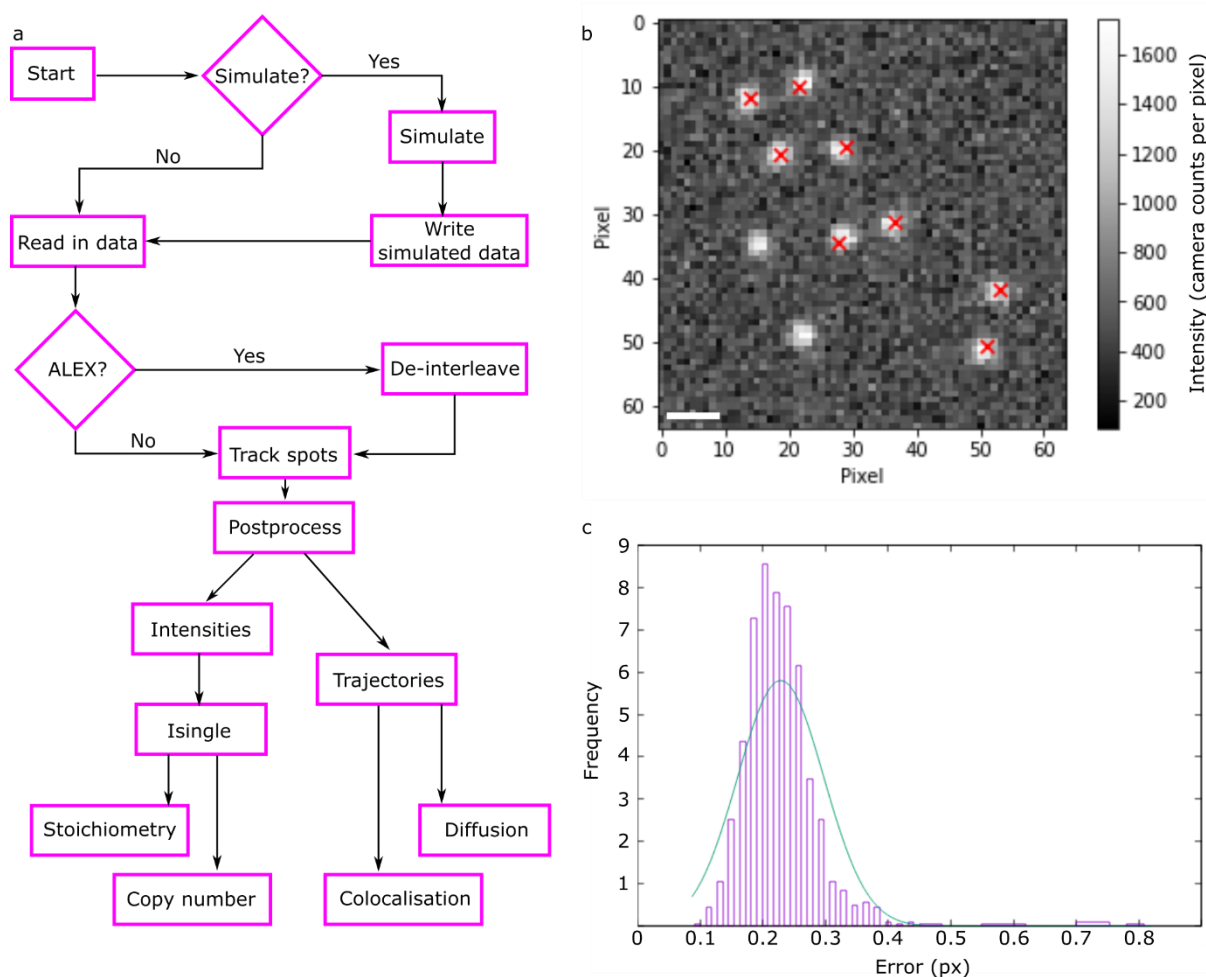 a
Start
Simulate?
Yes
Simulate
No
Read in data
Write
simulated data
ALEX?
Yes
De-interleave
No
Track spots
Postprocess
Intensities
Trajectories
Isingle
Stoichiometry
Diffusion
Copy number
Colocalisation
b
0
10
20
30
40
50
60
Pixel
0
10
20
30
40
50
60
Pixel
1600
1400
1200
1000
800
600
400
200
Intensity (camera counts per pixel)
c
9
8
7
6
5
4
3
2
1
Frequency
0
0.1
0.2
0.3
0.4
0.5
0.6
0.7
0.8
Error (px)